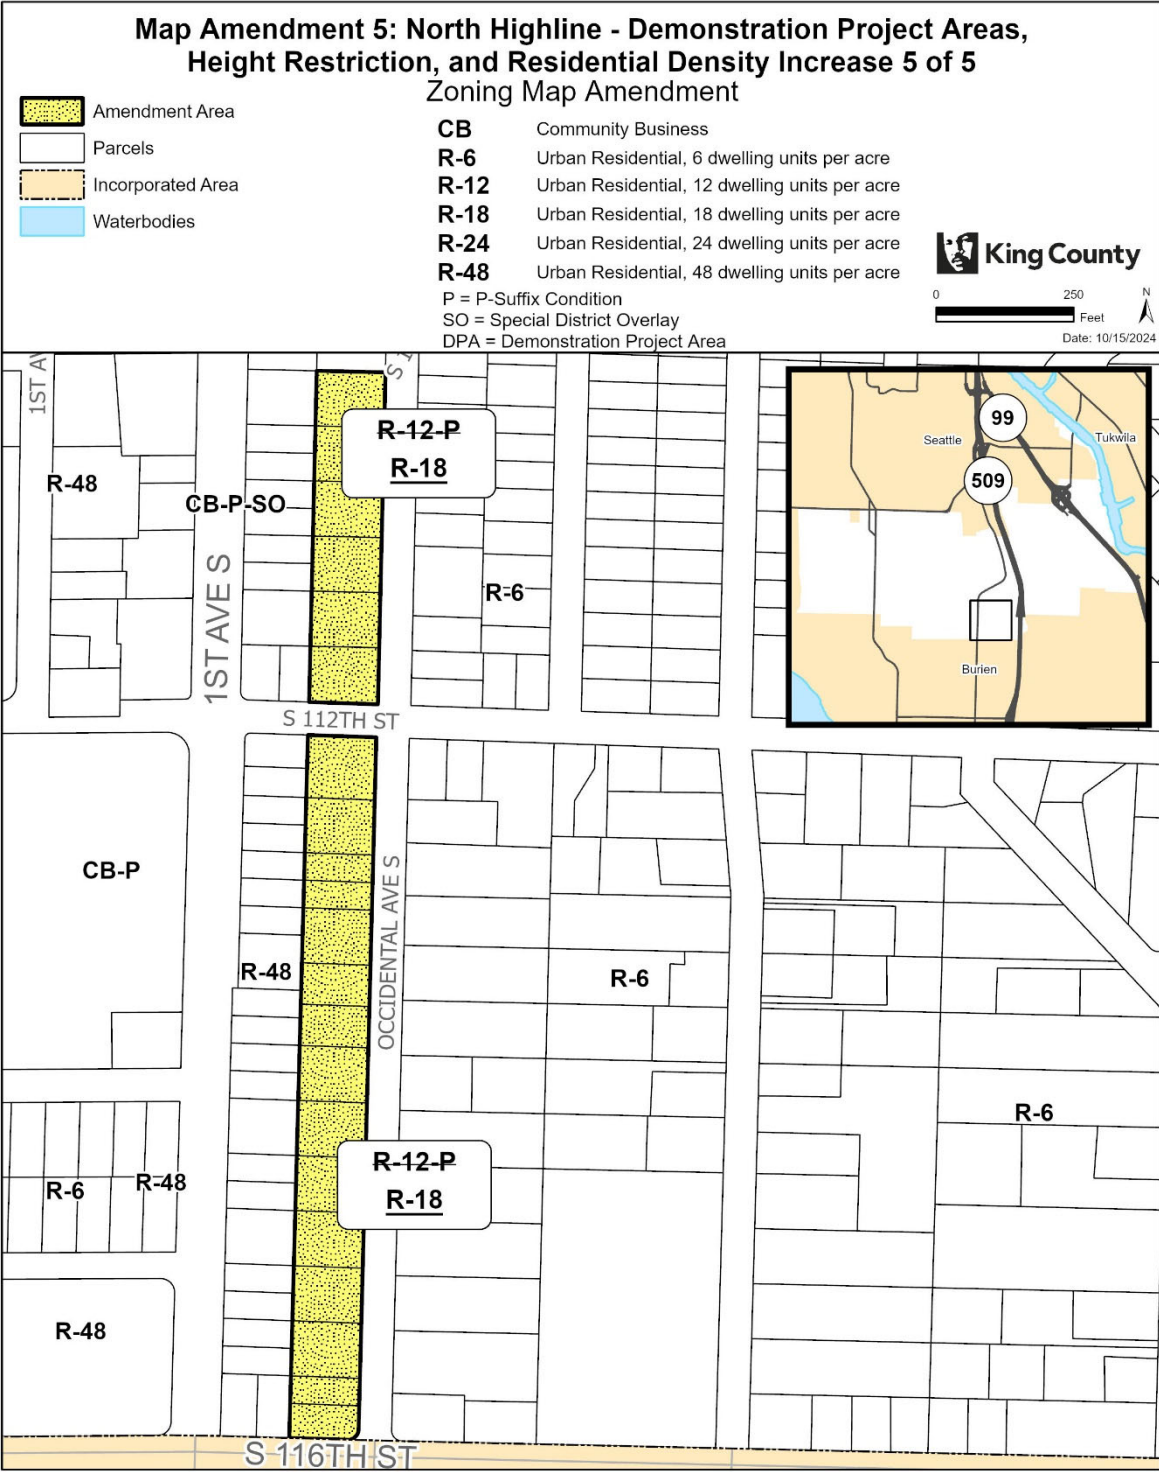 Map Amendment 5: North Highline - Demonstration Project Areas,
Height Restriction, and Residential Density Increase 5 of 5
Zoning Map Amendment
Amendment Area
Parcels
Incorporated Area
Waterbodies
CB Community Business
R-6 Urban Residential, 6 dwelling units per acre
R-12 Urban Residential, 12 dwelling units per acre
R-18 Urban Residential, 18 dwelling units per acre
R-24 Urban Residential, 24 dwelling units per acre
R-48 Urban Residential, 48 dwelling units per acre
P = P-Suffix Condition
SO = Special District Overlay
DPA = Demonstration Project Area
King County
0 250
Feet
N
Date: 10/15/2024
1ST AV
S 1
R-12-P
R-18
R-48
CB-P-SO
R-6
1ST AVE S
S 112TH ST
99
Seattle
Tukwila
509
Burien
CB-P
OCCIDENTAL AVE S
R-48
R-6
R-6
R-12-P
R-18
R-6
R-48
R-48
S 116TH ST